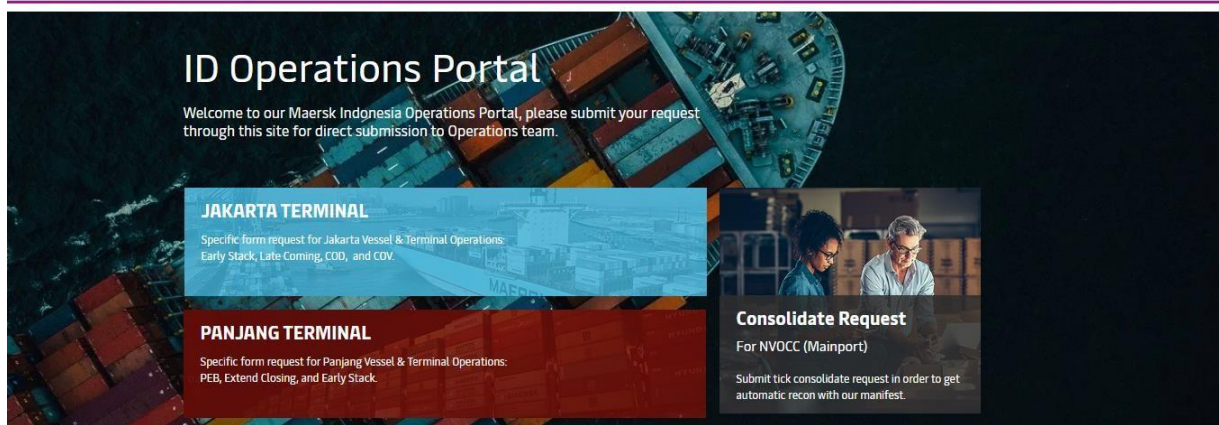 ID Operations Portal
Welcome to our Maersk Indonesia Operations Portal, please submit your request
through this site for direct submission to Operations team.
JAKARTA TERMINAL
Specific form request for Jakarta Vessel & Terminal Operations:
Early Stack, Late Coming, COD, and COV.
PANJANG TERMINAL
Specific form request for Panjang Vessel & Terminal Operations:
PEB, Extend Closing, and Early Stack.
Consolidate Request
For NVOCC (Mainport)
Submit tick consolidate request in order to get
automatic recon with our manifest.